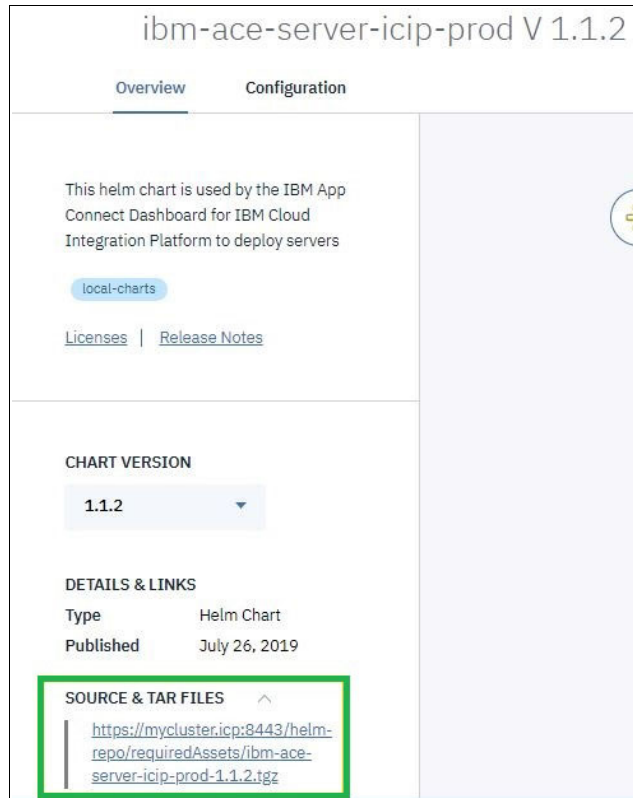 ibm-ace-server-icip-prod V 1.1.2
Overview Configuration
This helm chart is used by the IBM App
Connect Dashboard for IBM Cloud
Integration Platform to deploy servers
local-charts
Licenses | Release Notes
CHART VERSION
1.1.2
DETAILS & LINKS
Type Helm Chart
Published July 26, 2019
SOURCE & TAR FILES
https://mycluster.icp:8443/helm-
repo/requiredAssets/ibm-ace-
server-icip-prod-1.1.2.tgz